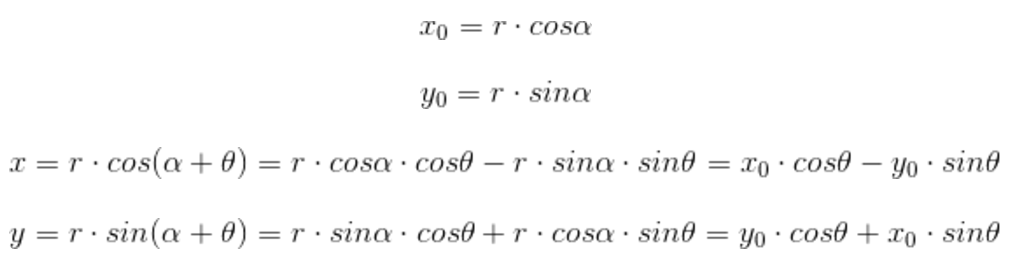 x₀ = r · cosα
y₀ = r · sinα
x = r · cos(α + θ) = r · cosα · cosθ − r · sinα · sinθ = x₀ · cosθ − y₀ · sinθ
y = r · sin(α + θ) = r · sinα · cosθ + r · cosα · sinθ = y₀ · cosθ + x₀ · sinθ